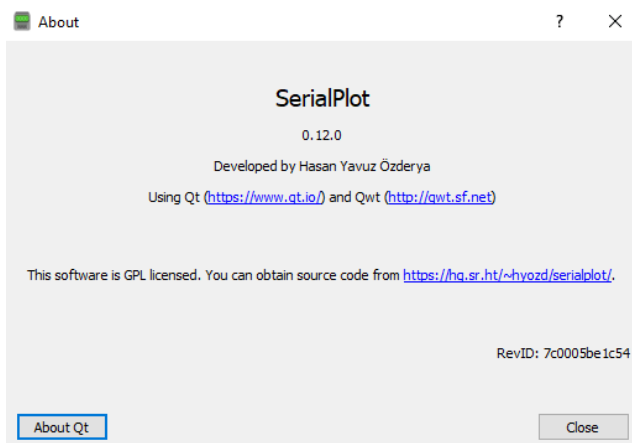 About
SerialPlot
0.12.0
Developed by Hasan Yavuz Özderya
Using Qt (https://www.qt.io/) and Qwt (http://qwt.sf.net)
This software is GPL licensed. You can obtain source code from https://hg.sr.ht/~hyozd/serialplot/.
RevID: 7c0005be1c54
About Qt
Close